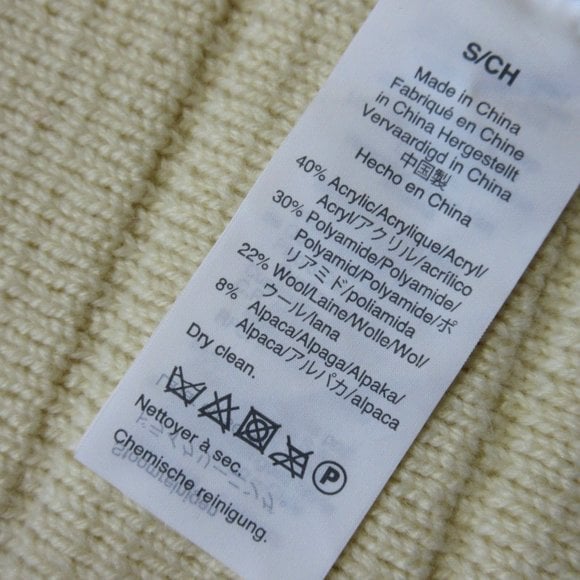 S/CH
Made in China
Fabriqué en Chine
in China Hergestellt
Vervaardigd in China
中国製
Hecho en China
40% Acrylic/Acrylique/Acryl/
Acryl/アクリル/acrílico
30% Polyamide/Polyamide/
Polyamid/Polyamide/ポ
リアミド/poliamida
22% Wool/Laine/Wolle/Wol/
ウール/lana
8% Alpaca/Alpaga/Alpaka/
Alpaca/アルパカ/alpaca
Dry clean.
P
Nettoyer à sec.
Chemische reinigung.